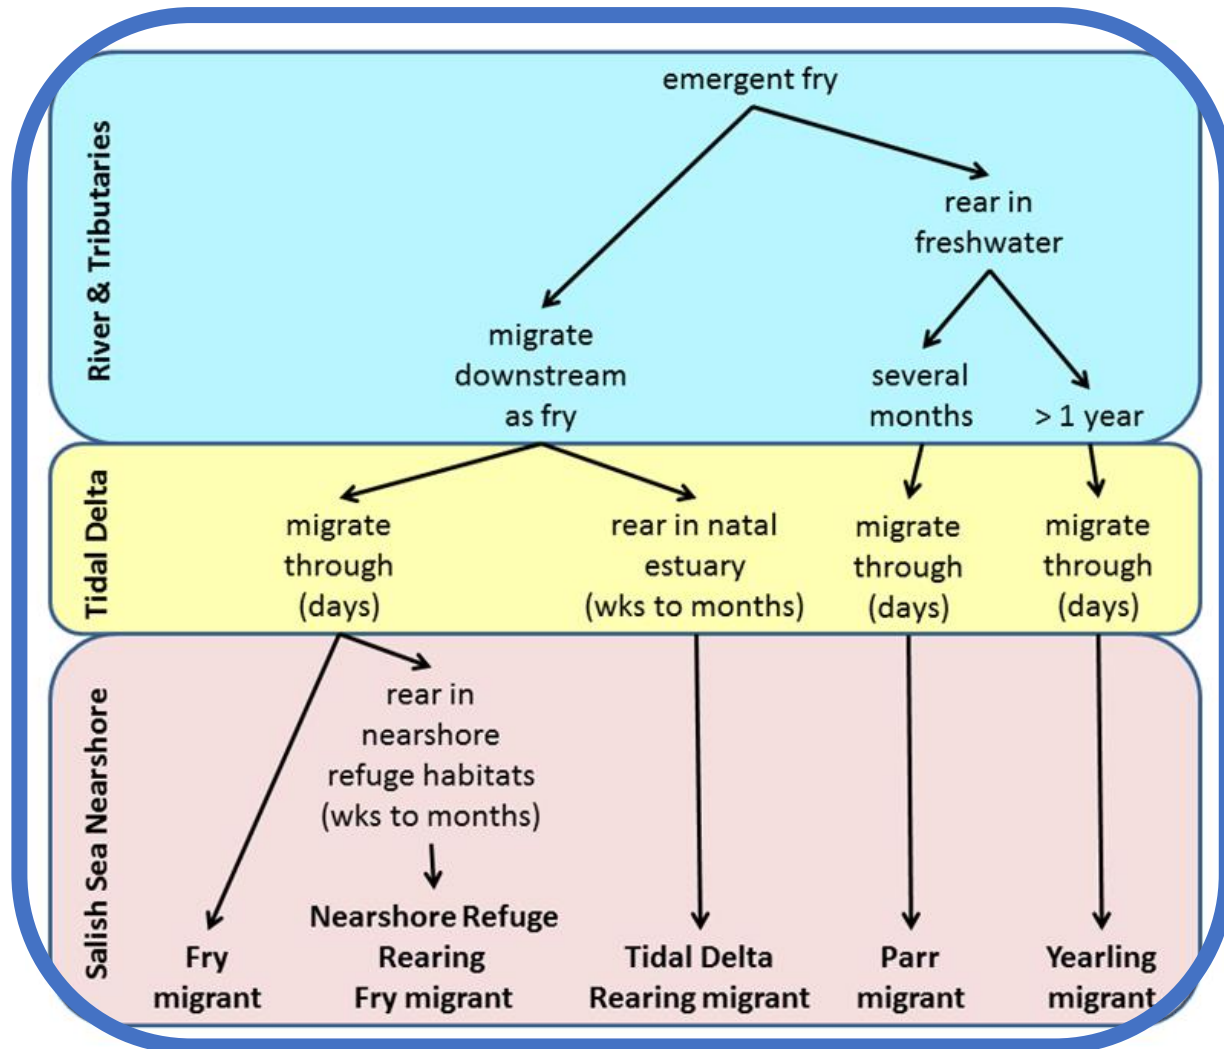 River & Tributaries
emergent fry
rear in
freshwater
migrate
downstream
as fry
several
months
> 1 year
Tidal Delta
migrate
through
(days)
rear in natal
estuary
(wks to months)
migrate
through
(days)
migrate
through
(days)
Salish Sea Nearshore
rear in
nearshore
refuge habitats
(wks to months)
Fry
migrant
Nearshore Refuge
Rearing
Fry migrant
Tidal Delta
Rearing migrant
Parr
migrant
Yearling
migrant